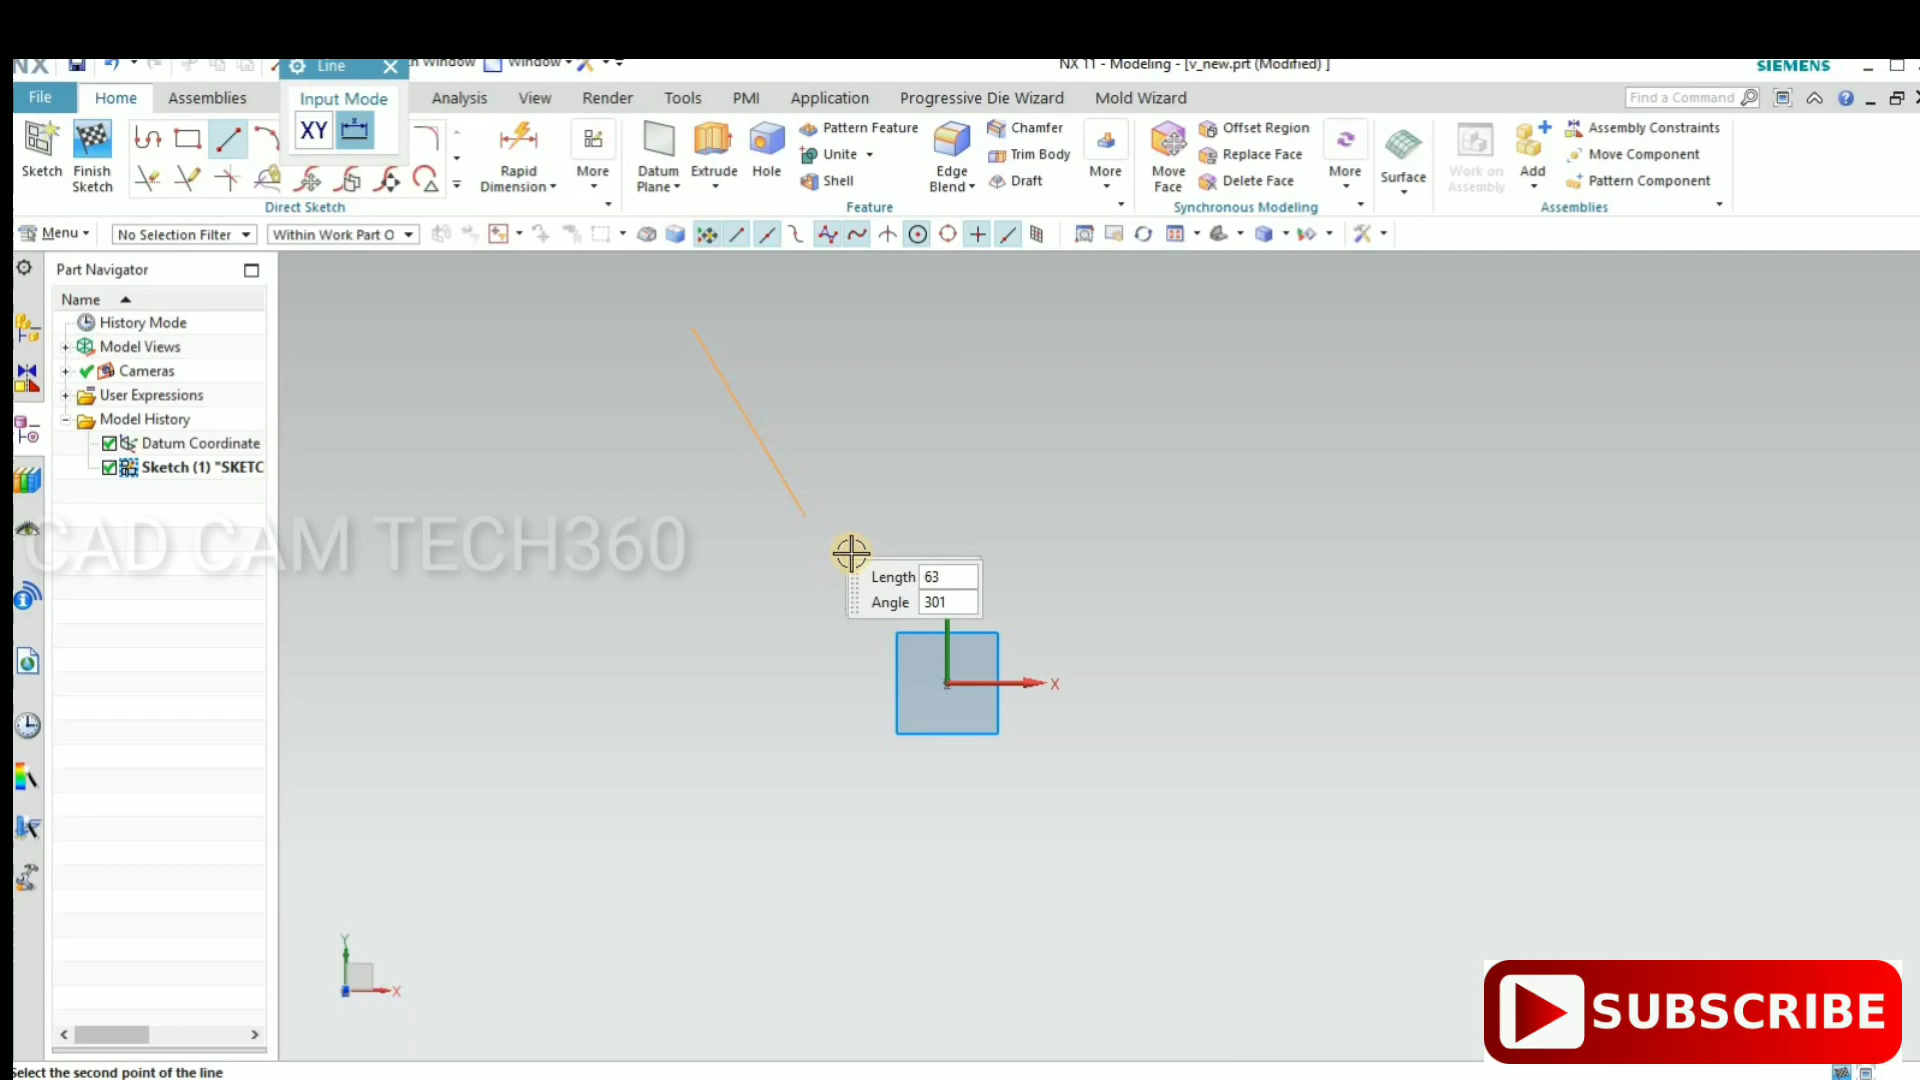 NX
Line
Window
Window
NX 11 - Modeling - [v_new.prt (Modified) ]
SIEMENS
File
Home
Assemblies
Input Mode
XY
Analysis
View
Render
Tools
PMI
Application
Progressive Die Wizard
Mold Wizard
Find a Command
Sketch
Finish
Sketch
Rapid
Dimension
More
Datum
Plane
Extrude
Hole
Pattern Feature
Unite
Shell
Edge
Blend
Chamfer
Trim Body
Draft
More
Move
Face
Offset Region
Replace Face
Delete Face
More
Surface
Work on
Assembly
Add
Assembly Constraints
Move Component
Pattern Component
Direct Sketch
Feature
Synchronous Modeling
Assemblies
Menu
No Selection Filter
Within Work Part O
Part Navigator
Name
History Mode
Model Views
Cameras
User Expressions
Model History
Datum Coordinate
Sketch (1) "SKETC
CAD CAM TECH360
Length 63
Angle 301
X
Y
X
SUBSCRIBE
Select the second point of the line